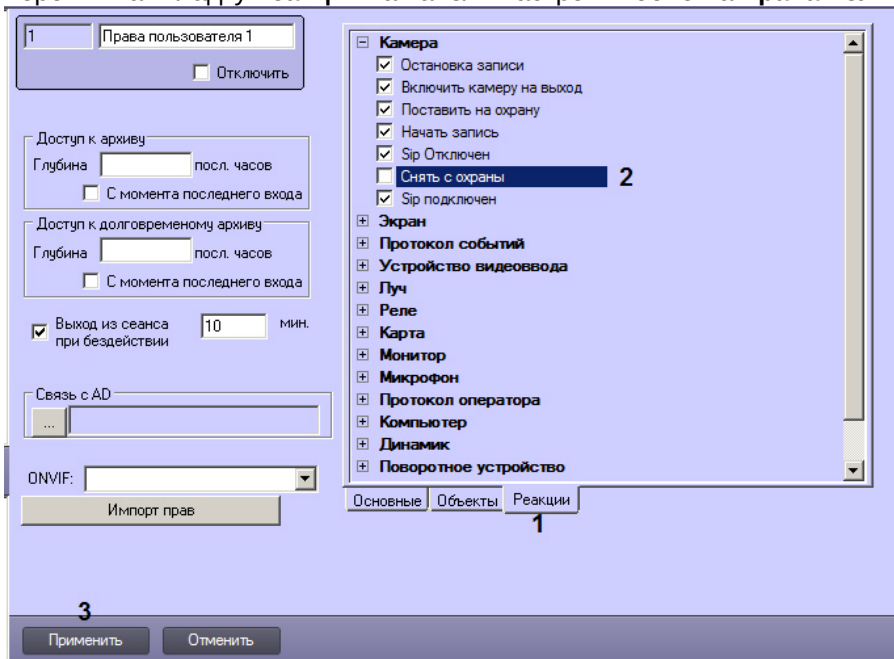 1 Права пользователя 1
Отключить
Доступ к архиву
Глубина посл. часов
С момента последнего входа
Доступ к долговременому архиву
Глубина посл. часов
С момента последнего входа
Выход из сеанса 10 мин.
при бездействии
Связь с AD
...
ONVIF:
Импорт прав
Камера
Остановка записи
Включить камеру на выход
Поставить на охрану
Начать запись
Sip Отключен
Снять с охраны 2
Sip подключен
Экран
Протокол событий
Устройство видеоввода
Луч
Реле
Карта
Монитор
Микрофон
Протокол оператора
Компьютер
Динамик
Поворотное устройство
Основные Объекты Реакции
1
3
Применить Отменить